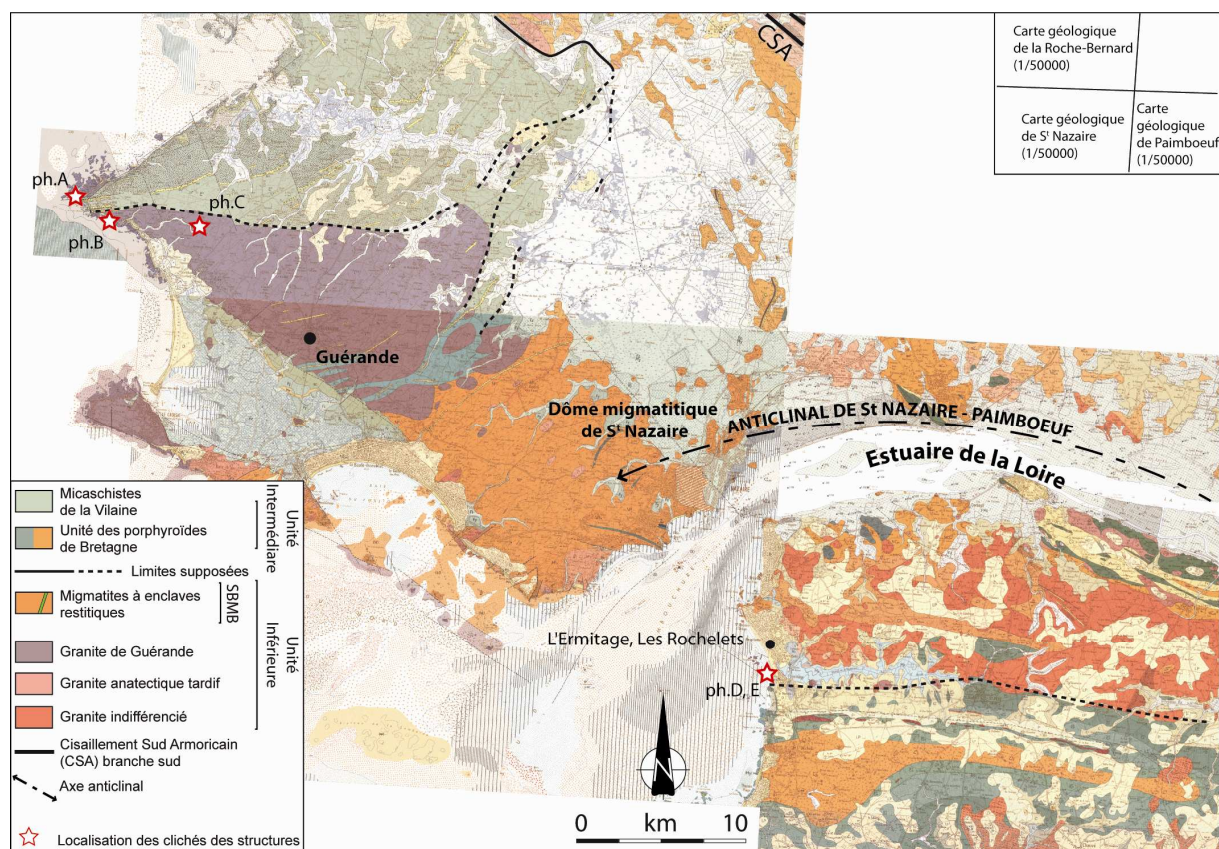 CSA
Carte géologique
de la Roche-Bernard
(1/50000)
Carte géologique
de Sᵗ Nazaire
(1/50000)
Carte
géologique
de Paimboeuf
(1/50000)
ph.A
ph.B
ph.C
Guérande
Dôme migmatitique
de Sᵗ Nazaire
ANTICLINAL DE St NAZAIRE - PAIMBOEUF
Estuaire de la Loire
L'Ermitage, Les Rochelets
ph.D, E
N
0 km 10
Micaschistes
de la Vilaine
Unité des porphyroïdes
de Bretagne
Unité
Intermédiare
Limites supposées
Migmatites à enclaves
restitiques
SBMB
Granite de Guérande
Granite anatectique tardif
Granite indifférencié
Unité
Inférieure
Cisaillement Sud Armoricain
(CSA) branche sud
Axe anticlinal
Localisation des clichés des structures